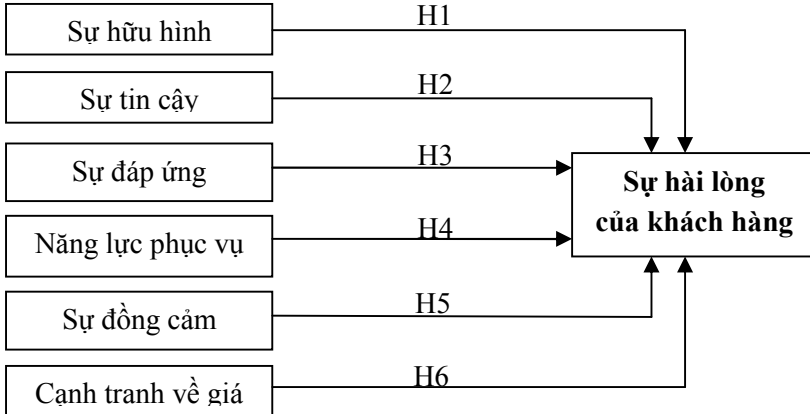 Sự hữu hình
H1
Sự tin cậy
H2
Sự đáp ứng
H3
Năng lực phục vụ
H4
Sự đồng cảm
H5
Cạnh tranh về giá
H6
Sự hài lòng
của khách hàng